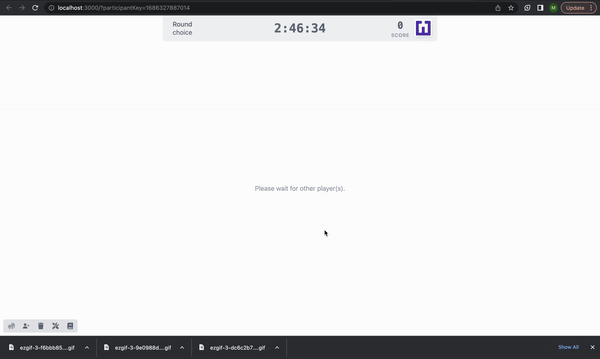 localhost:3000/?participantKey=1686327887014
M
Update
Round
choice
2:46:34
0
SCORE
Please wait for other player(s).
ezgif-3-f6bbb85....gif
ezgif-3-9e0988d....gif
ezgif-3-dc6c2b7....gif
Show All